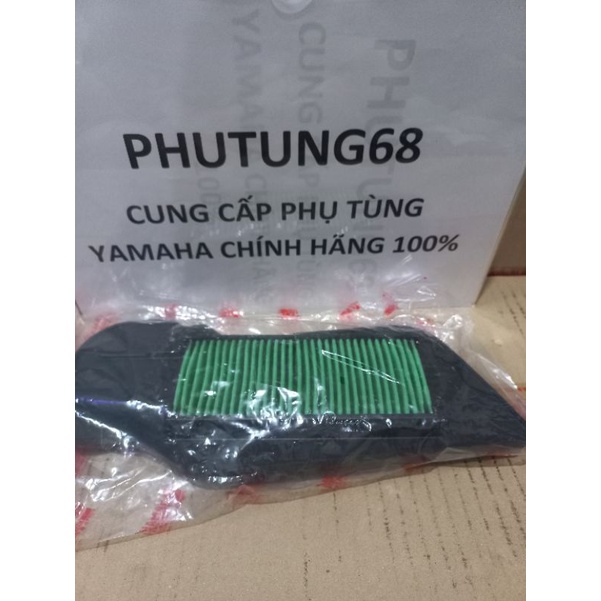 PHUTUNG68
CUNG CẤP PHỤ TÙNG
YAMAHA CHÍNH HÃNG 100%